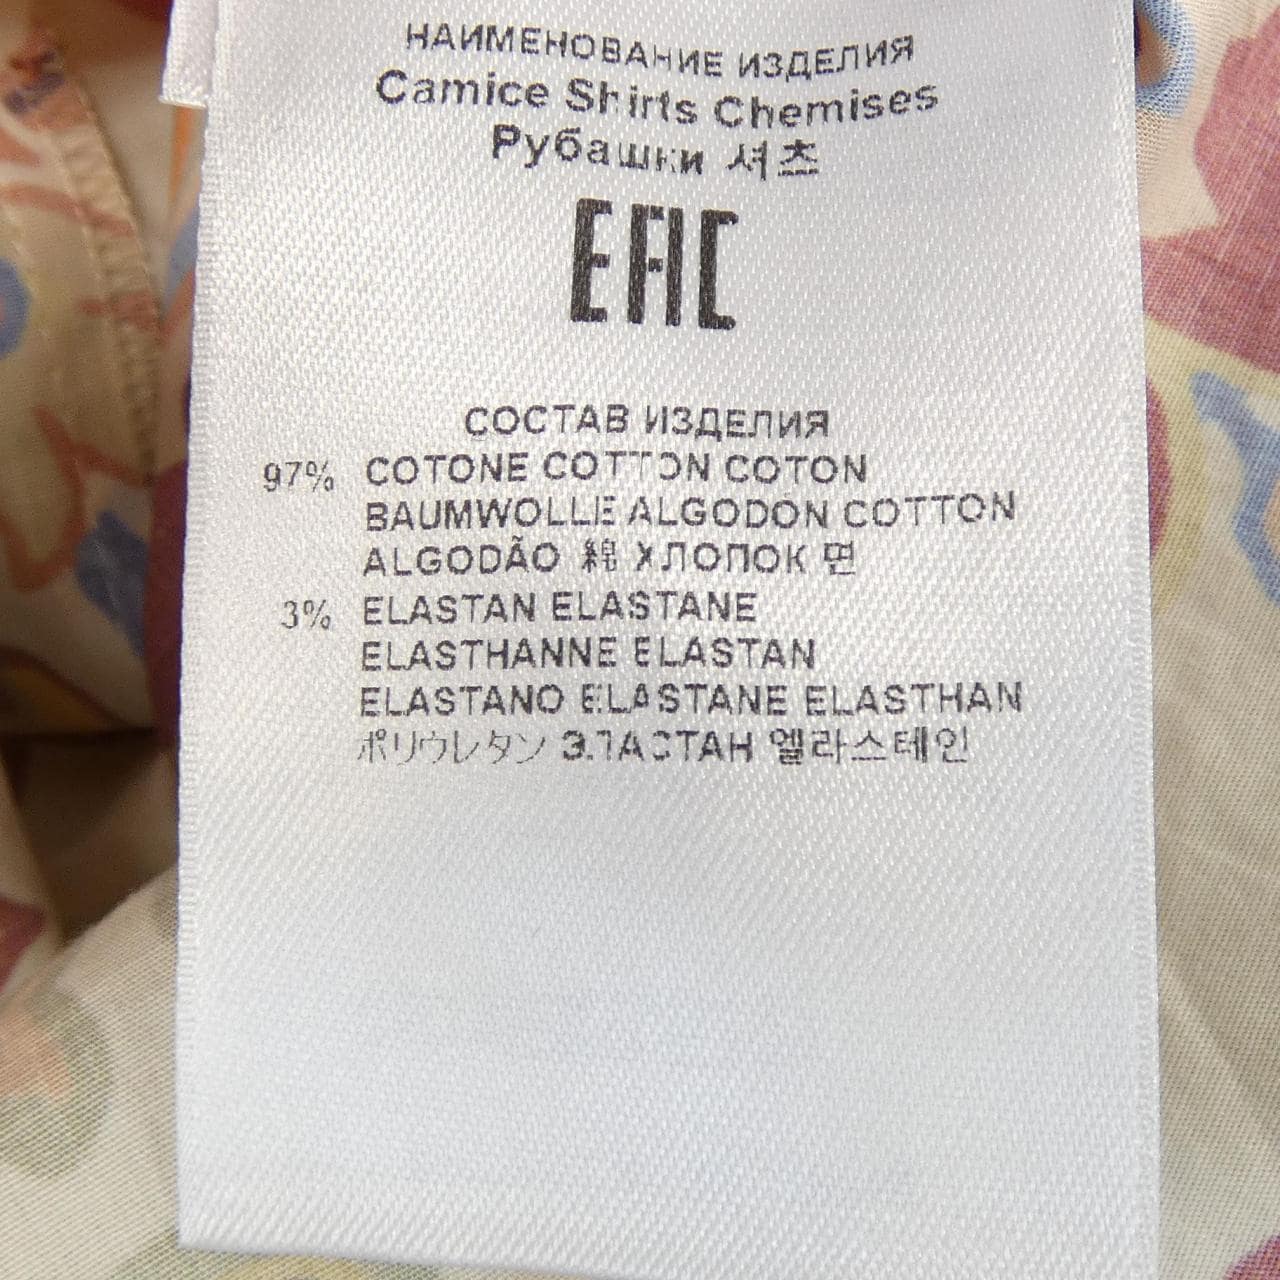 НАИМЕНОВАНИЕ ИЗДЕЛИЯ
Camice Shirts Chemises
Рубашки 셔츠
EAC
СОСТАВ ИЗДЕЛИЯ
97% COTONE COTTON COTON
BAUMWOLLE ALGODON COTTON
ALGODÃO 綿 ХЛОПОК 면
3% ELASTAN ELASTANE
ELASTHANNE ELASTAN
ELASTANO ELASTANE ELASTHAN
ポリウレタン ЭЛАСТАН 엘라스테인